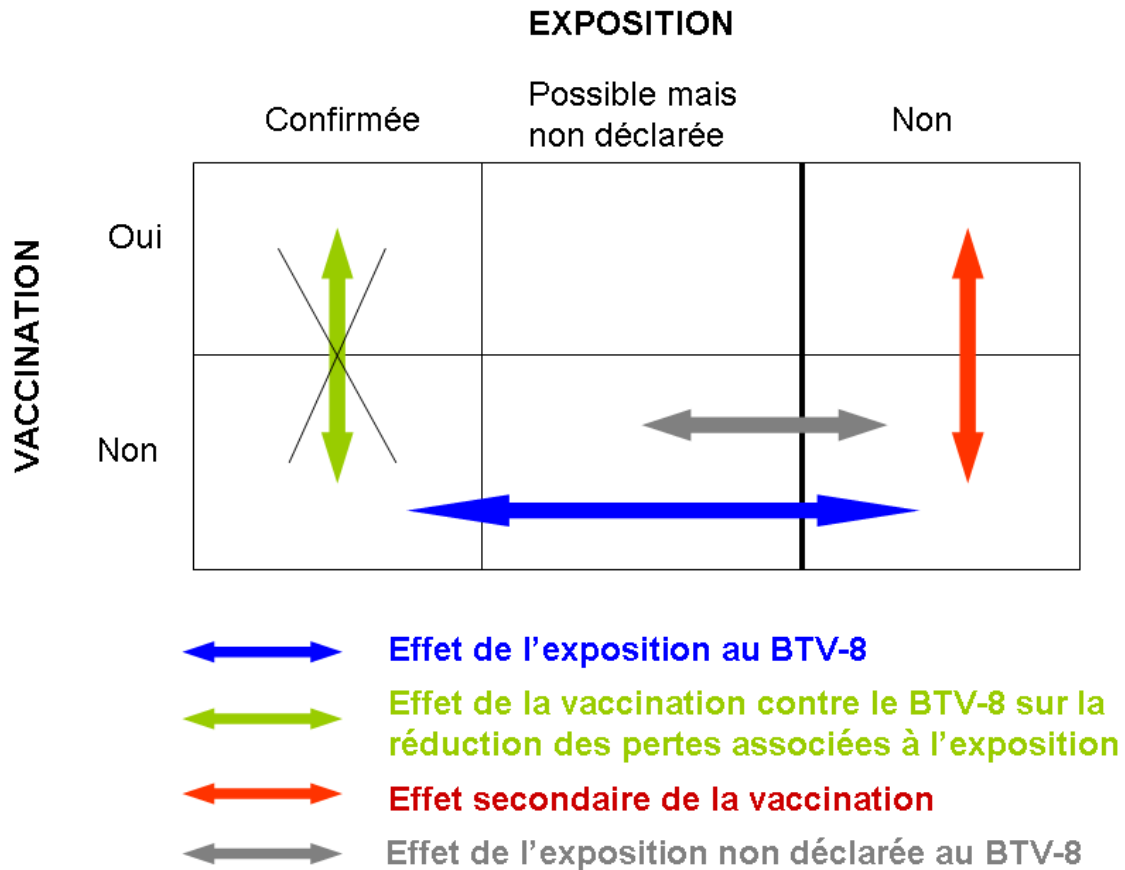 EXPOSITION
Confirmée
Possible mais
non déclarée
Non
VACCINATION
Oui
Non
Effet de l’exposition au BTV-8
Effet de la vaccination contre le BTV-8 sur la
réduction des pertes associées à l’exposition
Effet secondaire de la vaccination
Effet de l’exposition non déclarée au BTV-8